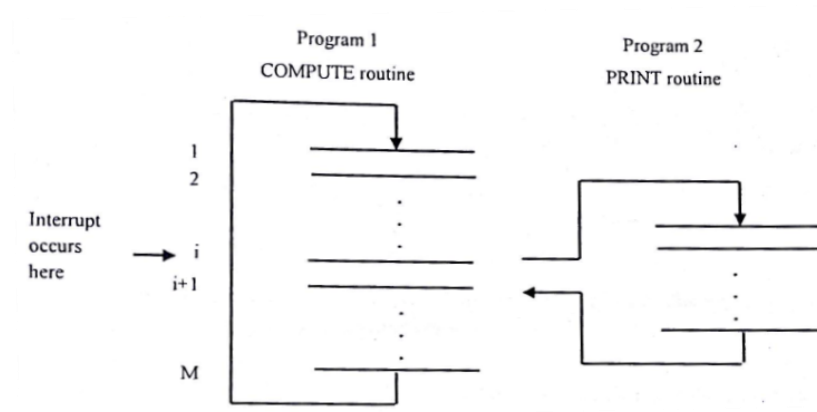 Program 1
COMPUTE routine
Program 2
PRINT routine
1
2
Interrupt
occurs
here
i
i+1
M